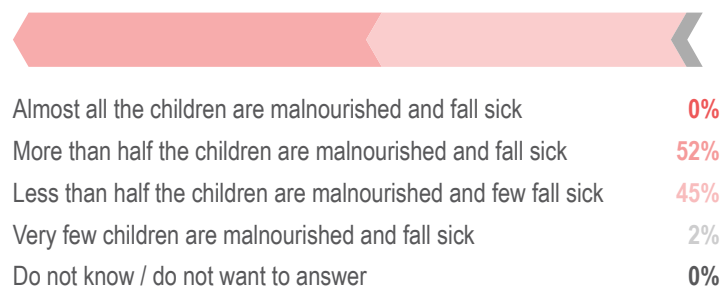 Almost all the children are malnourished and fall sick 0%
More than half the children are malnourished and fall sick 52%
Less than half the children are malnourished and few fall sick 45%
Very few children are malnourished and fall sick 2%
Do not know / do not want to answer 0%